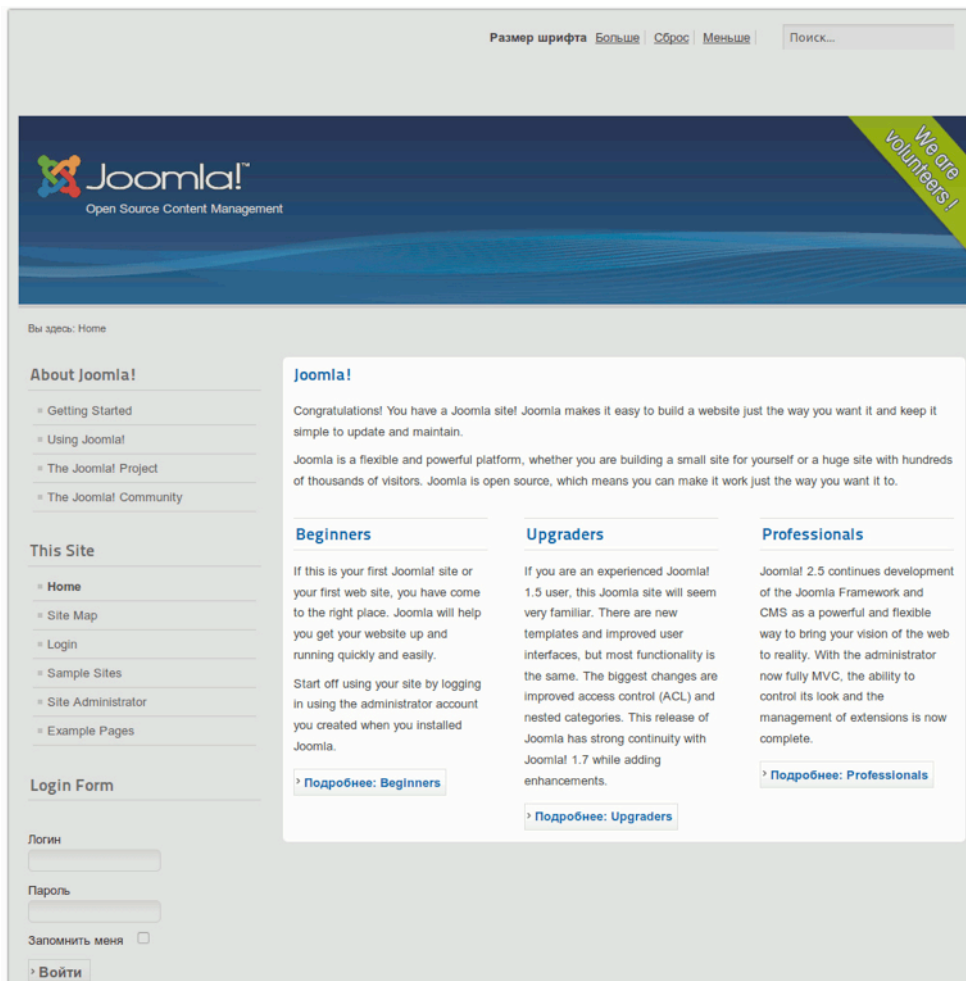 Размер шрифта Больше Сброс Меньше Поиск...
We are
volunteers!
Joomla!™
Open Source Content Management
Вы здесь: Home
About Joomla!
Getting Started
Using Joomla!
The Joomla! Project
The Joomla! Community
This Site
Home
Site Map
Login
Sample Sites
Site Administrator
Example Pages
Login Form
Логин
Пароль
Запомнить меня
Войти
Joomla!
Congratulations! You have a Joomla site! Joomla makes it easy to build a website just the way you want it and keep it
simple to update and maintain.
Joomla is a flexible and powerful platform, whether you are building a small site for yourself or a huge site with hundreds
of thousands of visitors. Joomla is open source, which means you can make it work just the way you want it to.
Beginners
If this is your first Joomla! site or
your first web site, you have come
to the right place. Joomla will help
you get your website up and
running quickly and easily.
Start off using your site by logging
in using the administrator account
you created when you installed
Joomla.
Подробнее: Beginners
Upgraders
If you are an experienced Joomla!
1.5 user, this Joomla site will seem
very familiar. There are new
templates and improved user
interfaces, but most functionality is
the same. The biggest changes are
improved access control (ACL) and
nested categories. This release of
Joomla has strong continuity with
Joomla! 1.7 while adding
enhancements.
Подробнее: Upgraders
Professionals
Joomla! 2.5 continues development
of the Joomla Framework and
CMS as a powerful and flexible
way to bring your vision of the web
to reality. With the administrator
now fully MVC, the ability to
control its look and the
management of extensions is now
complete.
Подробнее: Professionals